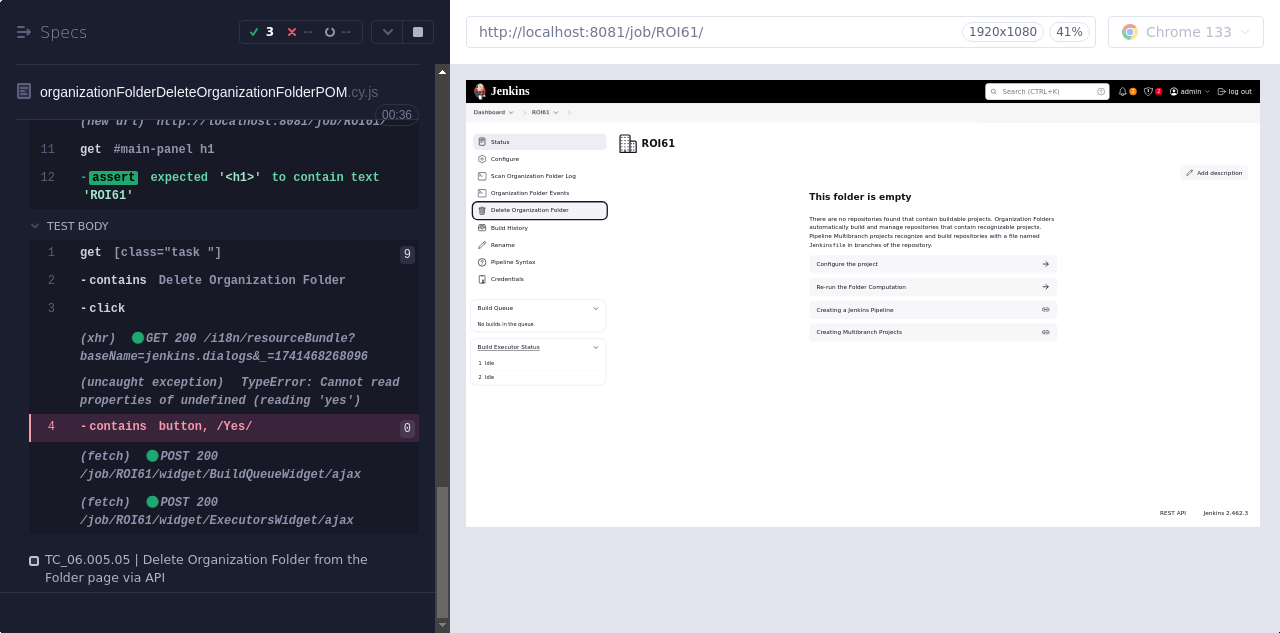 Specs
3
--
--
http://localhost:8081/job/ROI61/
1920x1080
41%
Chrome 133
organizationFolderDeleteOrganizationFolderPOM.cy.js
00:36
(new url) http://localhost:8081/job/ROI61/
11 get #main-panel h1
12 -assert expected '<h1>' to contain text
'ROI61'
TEST BODY
1 get [class="task "] 9
2 -contains Delete Organization Folder
3 -click
(xhr) GET 200 /i18n/resourceBundle?
baseName=jenkins.dialogs&_=1741468268096
(uncaught exception) TypeError: Cannot read
properties of undefined (reading 'yes')
4 -contains button, /Yes/ 0
(fetch) POST 200
/job/ROI61/widget/BuildQueueWidget/ajax
(fetch) POST 200
/job/ROI61/widget/ExecutorsWidget/ajax
TC_06.005.05 | Delete Organization Folder from the
Folder page via API
Jenkins
Search (CTRL+K)
admin
log out
Dashboard
ROI61
Status
Configure
Scan Organization Folder Log
Organization Folder Events
Delete Organization Folder
Build History
Rename
Pipeline Syntax
Credentials
Build Queue
No builds in the queue.
Build Executor Status
1 Idle
2 Idle
ROI61
Add description
This folder is empty
There are no repositories found that contain buildable projects. Organization Folders
automatically build and manage repositories that contain recognizable projects.
Pipeline Multibranch projects recognize and build repositories with a file named
Jenkinsfile in branches of the repository.
Configure the project
Re-run the Folder Computation
Creating a Jenkins Pipeline
Creating Multibranch Projects
REST API
Jenkins 2.462.3